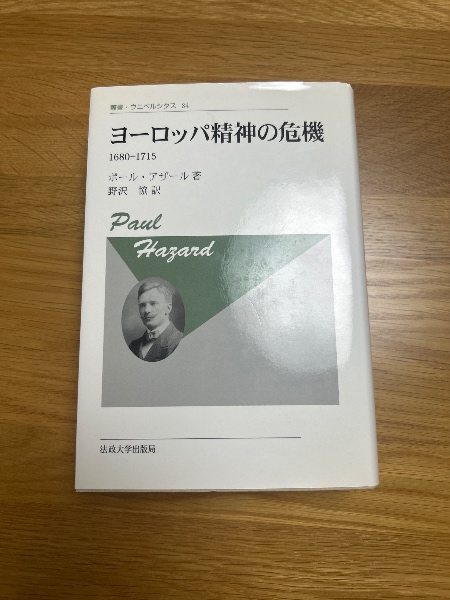 叢書・ウニベルシタス 84
ヨーロッパ精神の危機
1680-1715
ポール・アザール 著
野沢 協 訳
Paul
Hazard
法政大学出版局